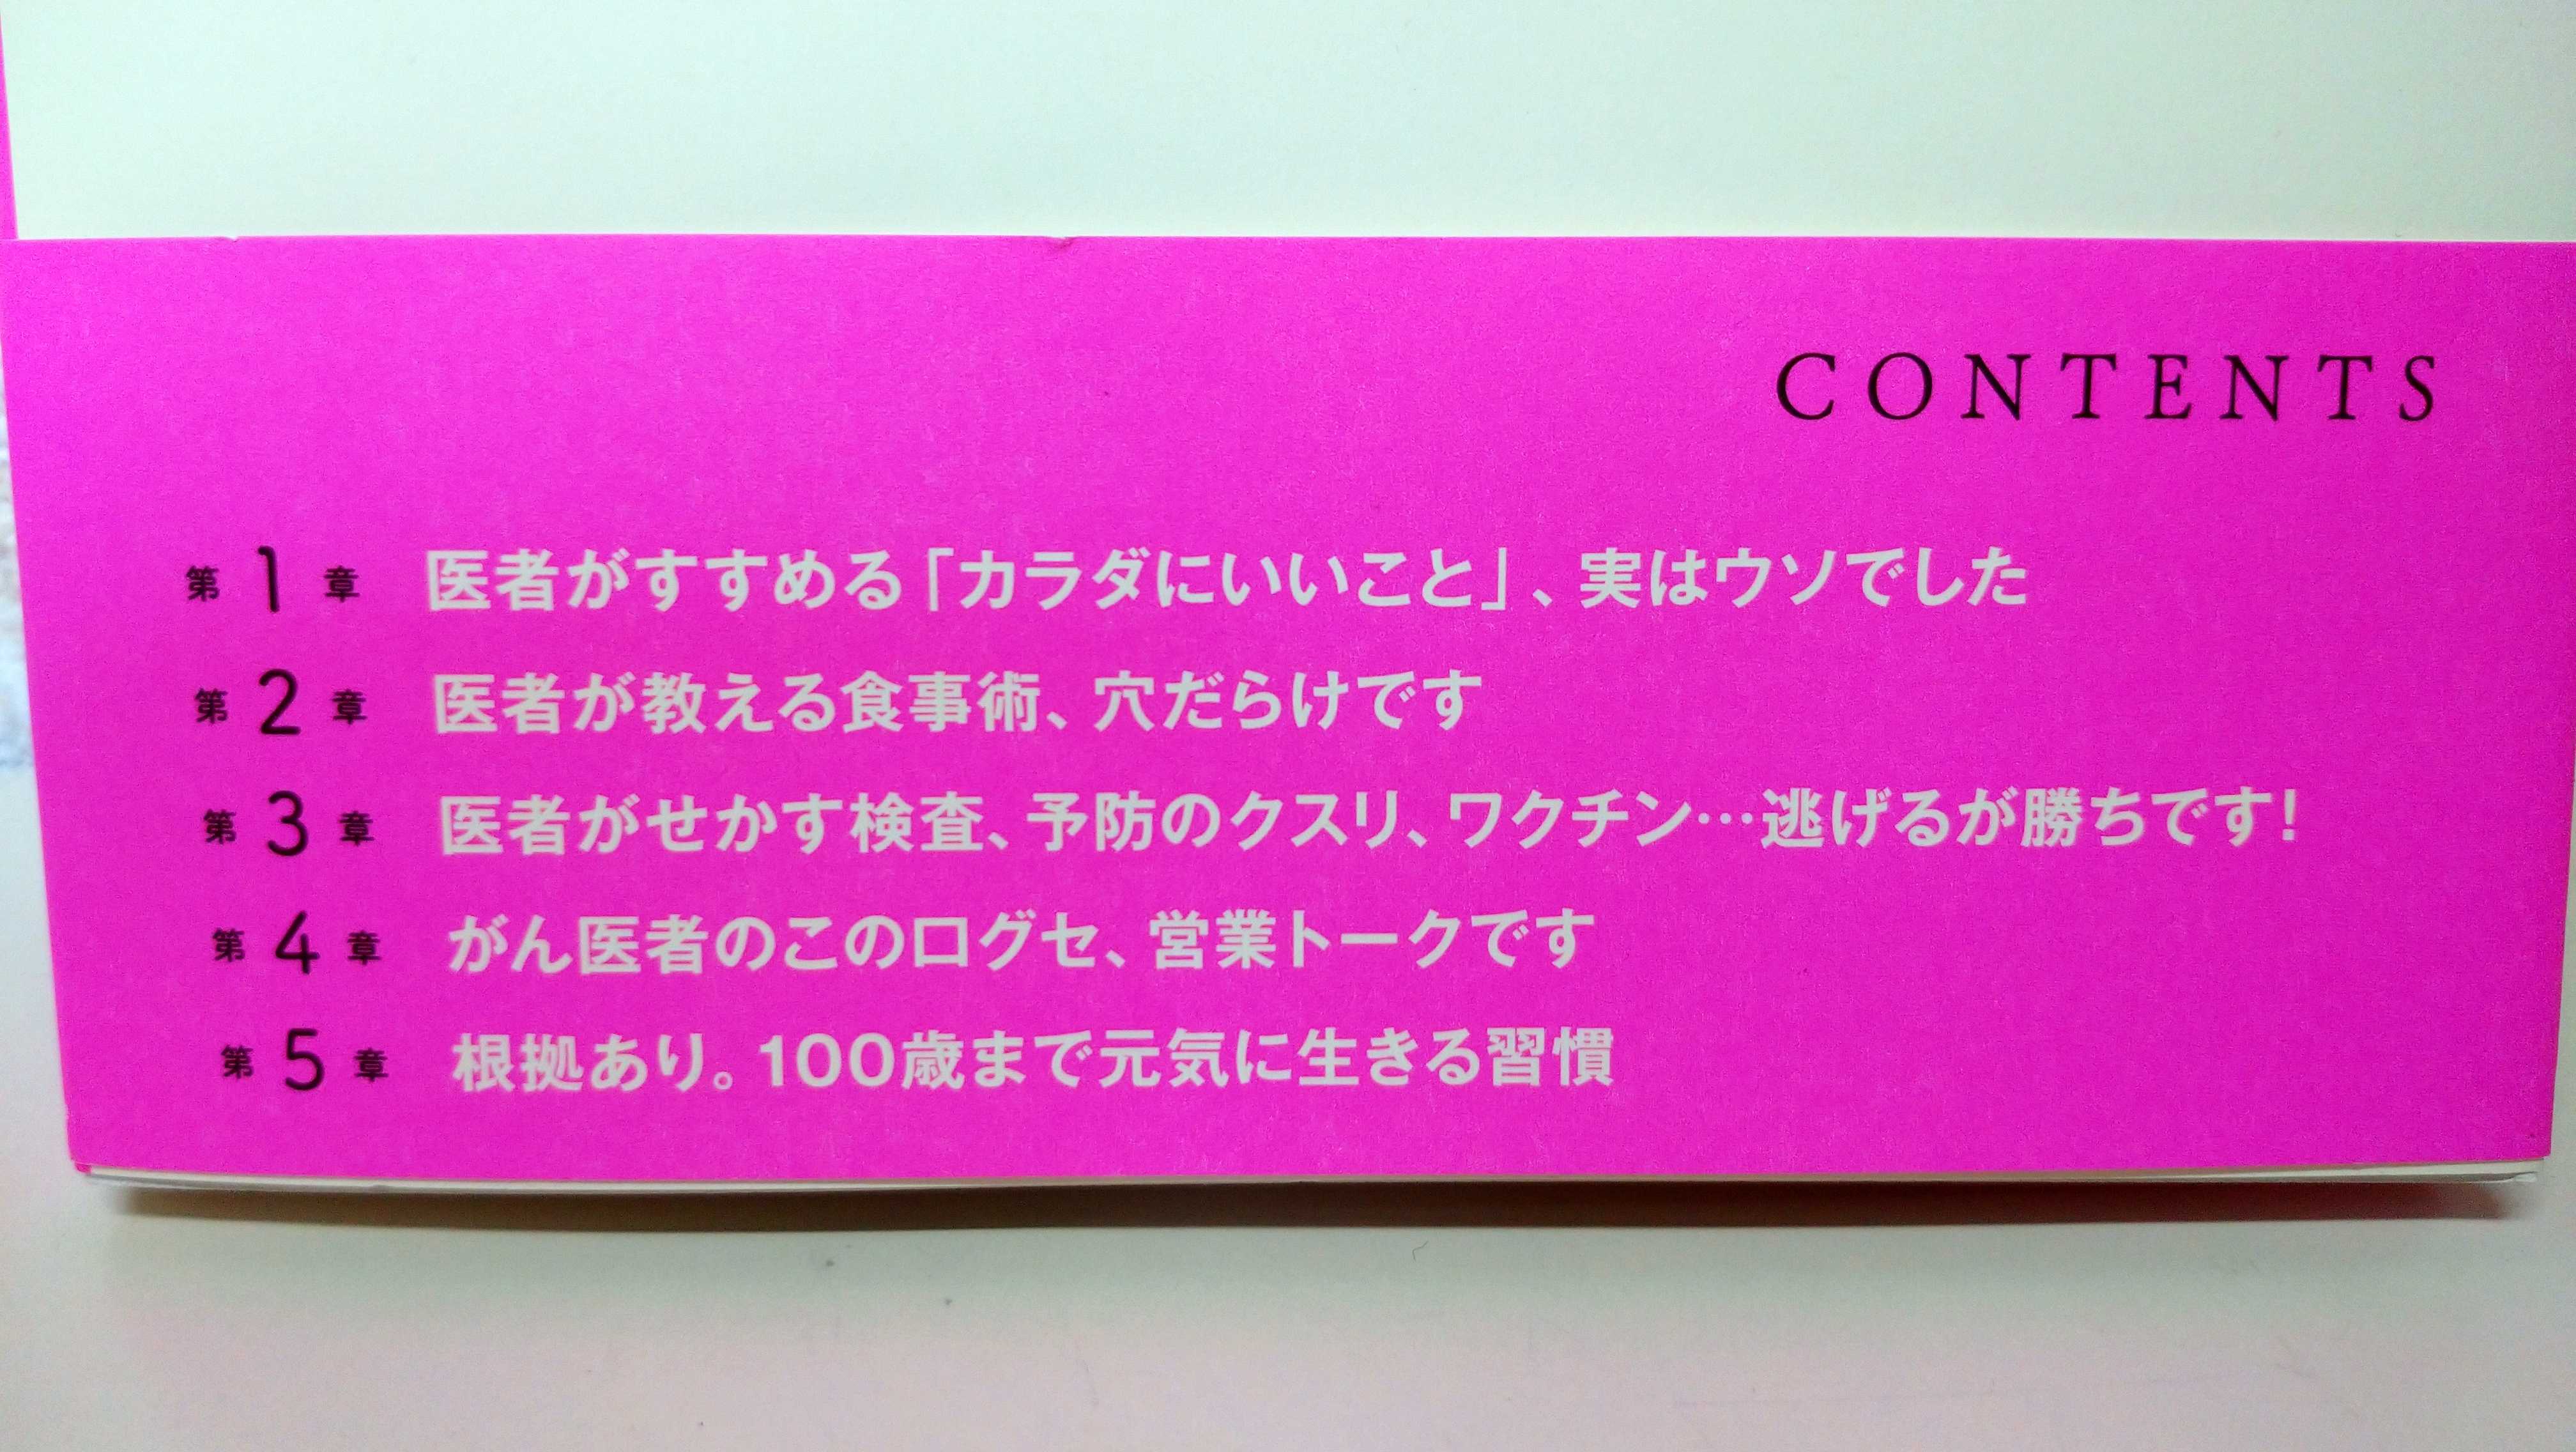 CONTENTS
第1章 医者がすすめる「カラダにいいこと」、実はウソでした
第2章 医者が教える食事術、穴だらけです
第3章 医者がせかす検査、予防のクスリ、ワクチン…逃げるが勝ちです!
第4章 がん医者のこの口グセ、営業トークです
第5章 根拠あり。100歳まで元気に生きる習慣